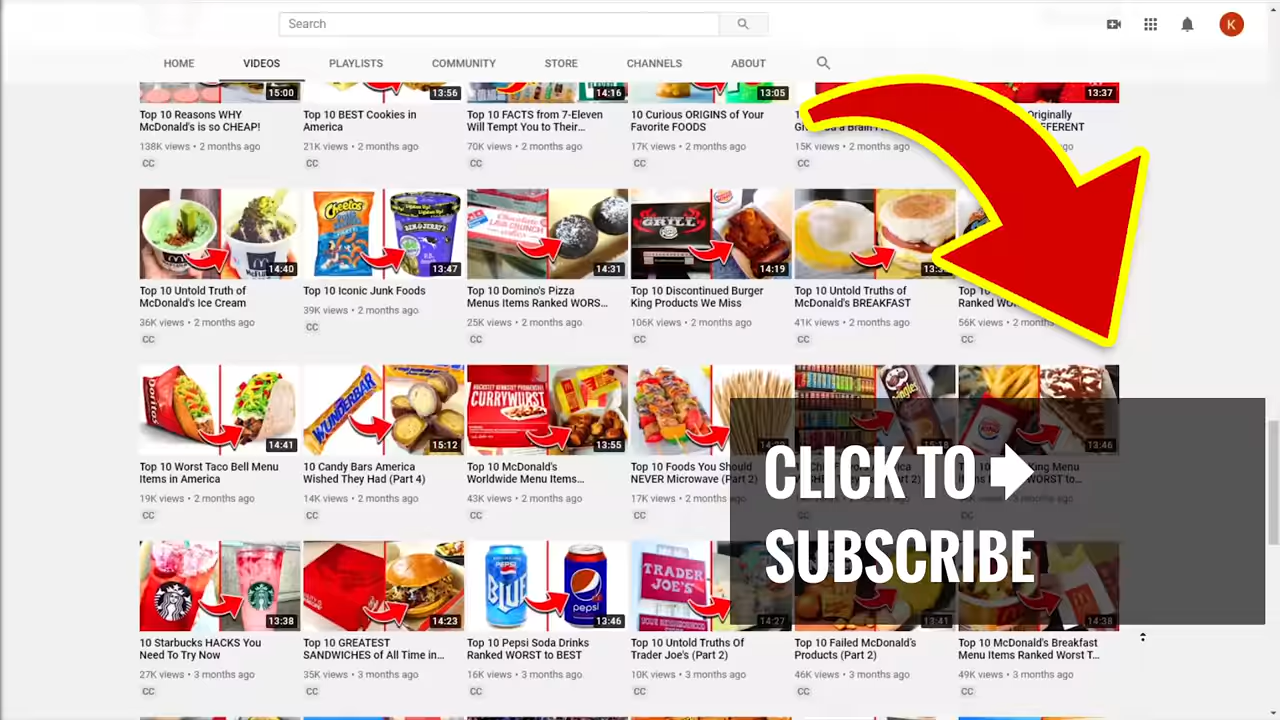 Search
K
HOME
VIDEOS
PLAYLISTS
COMMUNITY
STORE
CHANNELS
ABOUT
15:00
13:56
14:16
13:05
13:37
Top 10 Reasons WHY
McDonald's is so CHEAP!
138K views • 2 months ago
CC
Top 10 BEST Cookies in
America
21K views • 2 months ago
CC
Top 10 FACTS from 7-Eleven
Will Tempt You to Their...
70K views • 2 months ago
CC
10 Curious ORIGINS of Your
Favorite FOODS
17K views • 2 months ago
CC
15K views • 2 months ago
CC
Originally
2 months ago
14:40
Top 10 Untold Truth of
McDonald's Ice Cream
36K views • 2 months ago
CC
Cheetos
BEN & JERRY'S
13:47
Top 10 Iconic Junk Foods
39K views • 2 months ago
CC
14:31
Top 10 Domino's Pizza
Menus Items Ranked WORS...
25K views • 2 months ago
CC
GRILL
14:19
Top 10 Discontinued Burger
King Products We Miss
106K views • 2 months ago
CC
Top 10 Untold Truths of
McDonald's BREAKFAST
41K views • 2 months ago
CC
Ranked
56K views • 2 months
CC
Doritos
14:41
Top 10 Worst Taco Bell Menu
Items in America
19K views • 2 months ago
CC
WUNDERBAR
15:12
10 Candy Bars America
Wished They Had (Part 4)
14K views • 2 months ago
CC
CURRYWURST
13:55
Top 10 McDonald's
Worldwide Menu Items...
43K views • 2 months ago
CC
Top 10 Foods You Should
NEVER Microwave (Part 2)
17K views • 2 months ago
CC
Pringles
13:46
King Menu
CLICK TO
SUBSCRIBE
13:38
10 Starbucks HACKS You
Need To Try Now
27K views • 3 months ago
CC
14:23
Top 10 GREATEST
SANDWICHES of All Time in...
35K views • 3 months ago
CC
PEPSI
BLUE
pepsi
13:46
Top 10 Pepsi Soda Drinks
Ranked WORST to BEST
16K views • 3 months ago
CC
TRADER
JOE'S
14:27
Top 10 Untold Truths Of
Trader Joe's (Part 2)
10K views • 3 months ago
CC
13:41
Top 10 Failed McDonald's
Products (Part 2)
46K views • 3 months ago
CC
14:38
Top 10 McDonald's Breakfast
Menu Items Ranked Worst T...
49K views • 3 months ago
CC